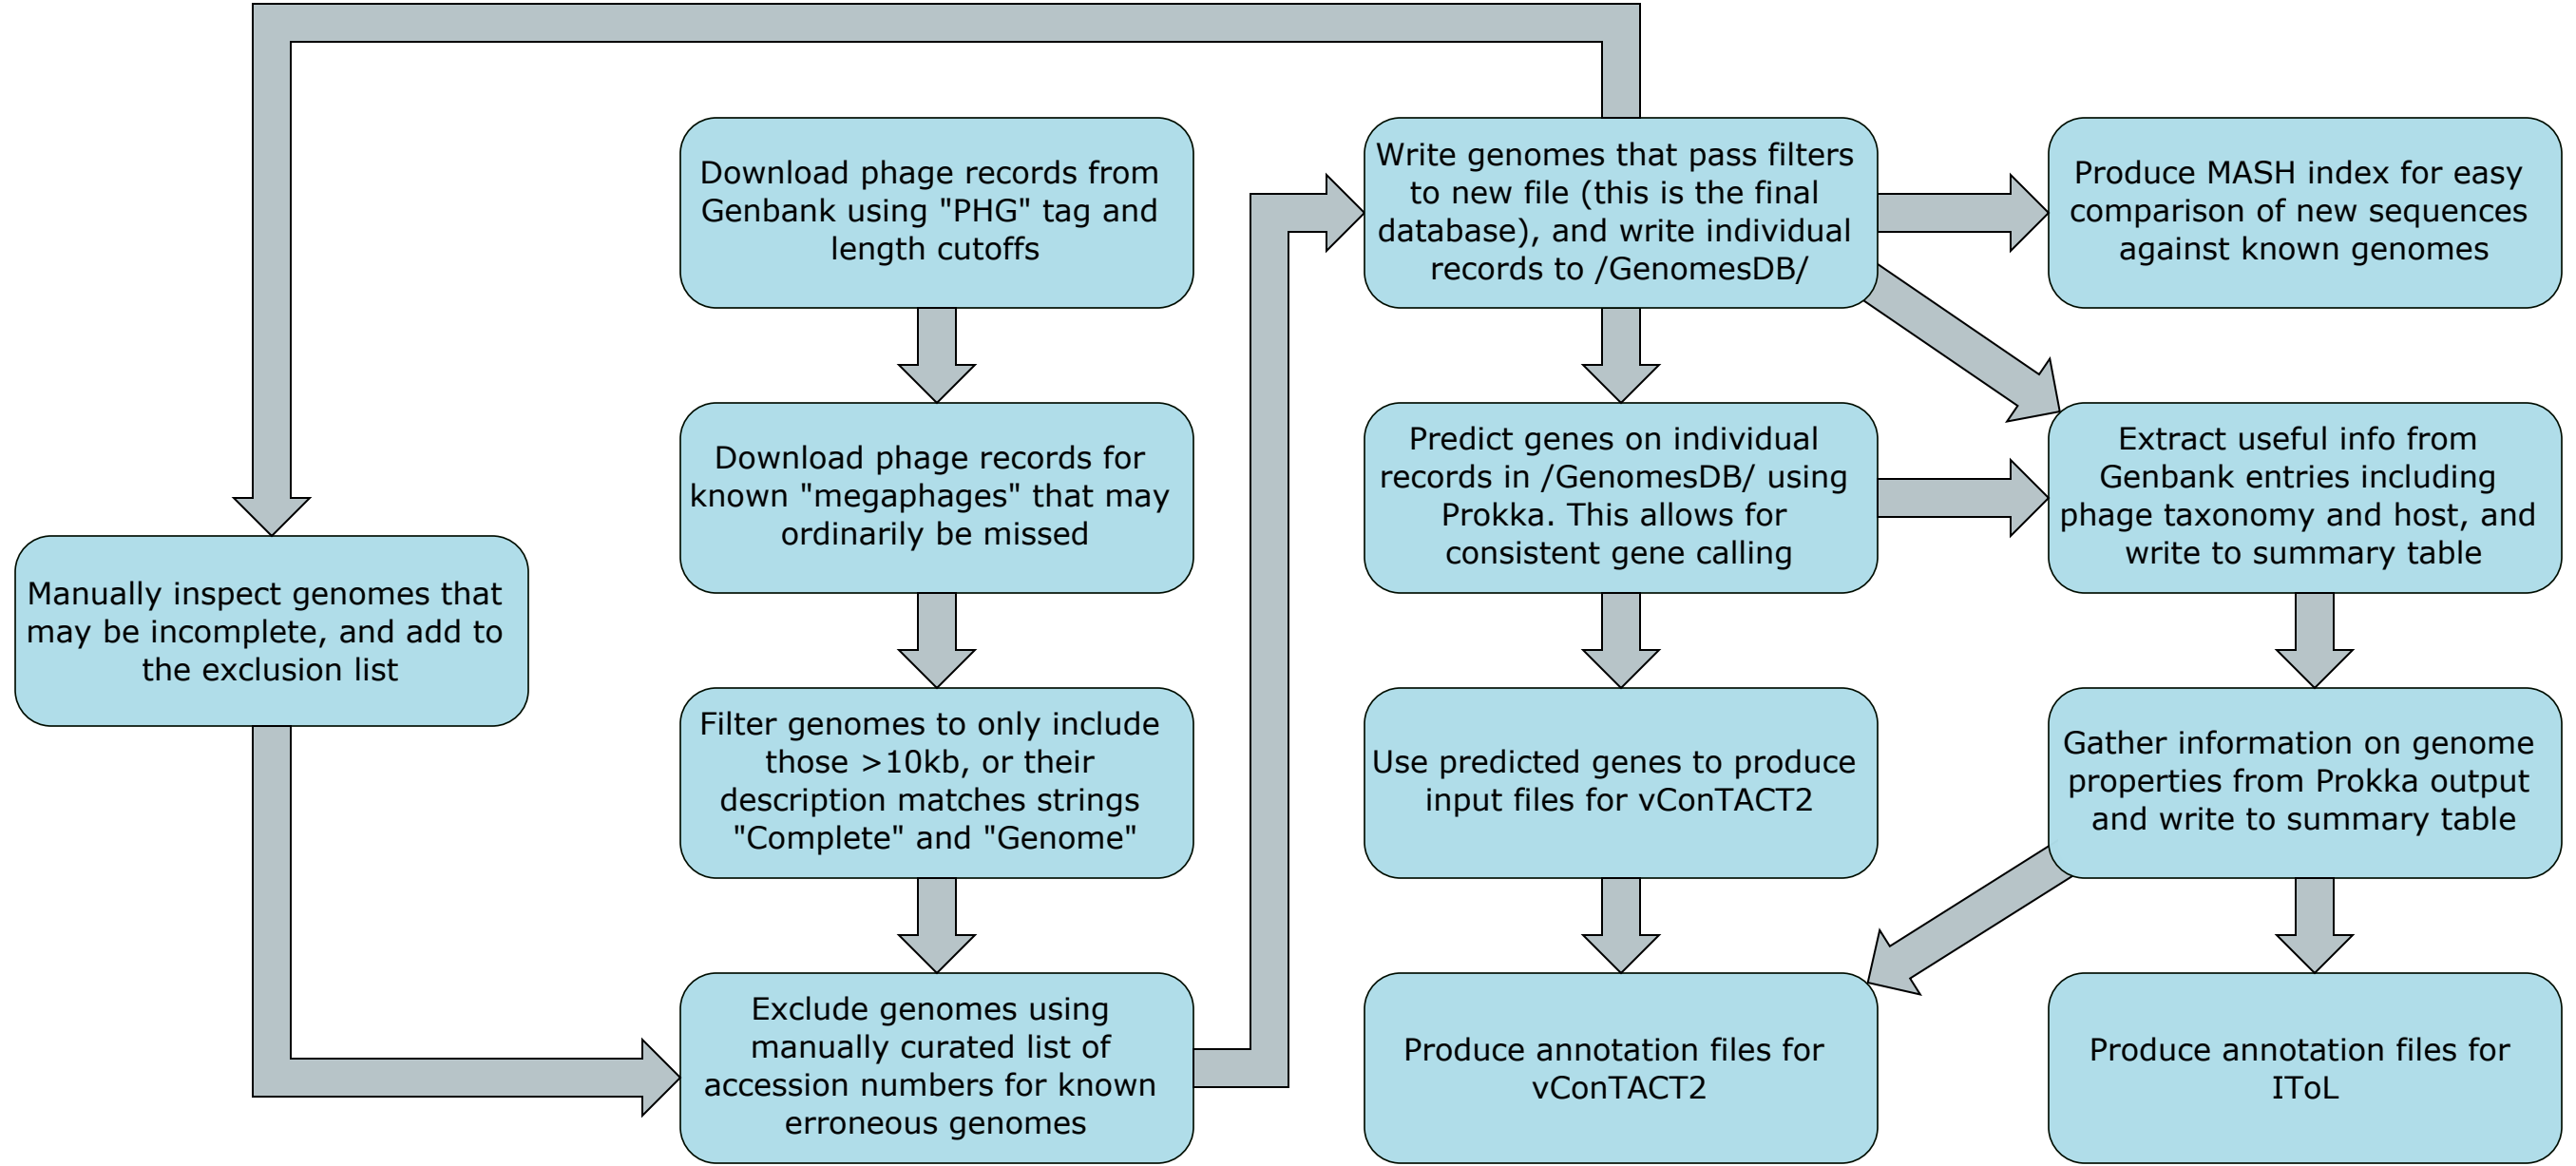 Download phage records from
Genbank using "PHG" tag and
length cutoffs
Download phage records for
known "megaphages" that may
ordinarily be missed
Filter genomes to only include
those >10kb, or their
description matches strings
"Complete" and "Genome"
Exclude genomes using
manually curated list of
accession numbers for known
erroneous genomes
Write genomes that pass filters
to new file (this is the final
database), and write individual
records to /GenomesDB/
Manually inspect genomes that
may be incomplete, and add to
the exclusion list
Produce MASH index for easy
comparison of new sequences
against known genomes
Predict genes on individual
records in /GenomesDB/ using
Prokka. This allows for
consistent gene calling
Extract useful info from
Genbank entries including
phage taxonomy and host, and
write to summary table
Use predicted genes to produce
input files for vConTACT2
Gather information on genome
properties from Prokka output
and write to summary table
Produce annotation files for
vConTACT2
Produce annotation files for
IToL